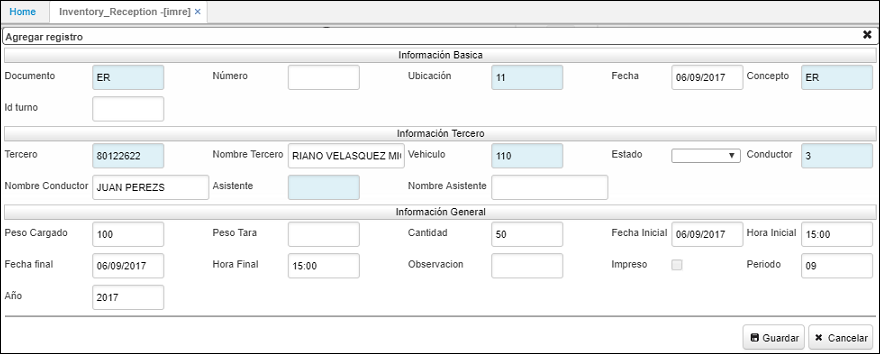 Home Inventory_Reception -[imre] ×
Agregar registro ✖
Información Basica
Documento ER Número Ubicación 11 Fecha 06/09/2017 Concepto ER
Id turno
Información Tercero
Tercero 80122622 Nombre Tercero RIANO VELASQUEZ Vehiculo 110 Estado Conductor 3
Nombre Conductor JUAN PEREZS Asistente Nombre Asistente
Información General
Peso Cargado 100 Peso Tara Cantidad 50 Fecha Inicial 06/09/2017 Hora Inicial 15:00
Fecha final 06/09/2017 Hora Final 15:00 Observacion Impreso Periodo 09
Año 2017
Guardar ✖ Cancelar